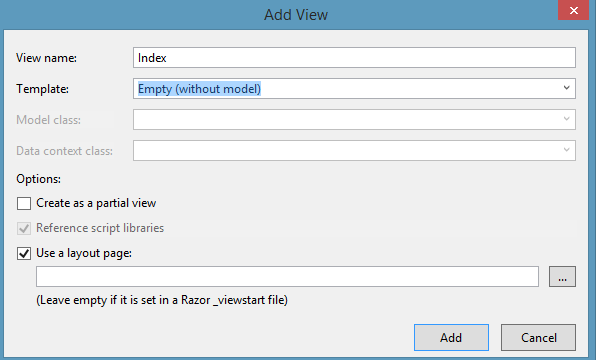 Add View
View name: Index
Template: Empty (without model)
Model class:
Data context class:
Options:
Create as a partial view
Reference script libraries
Use a layout page:
...
(Leave empty if it is set in a Razor _viewstart file)
Add Cancel